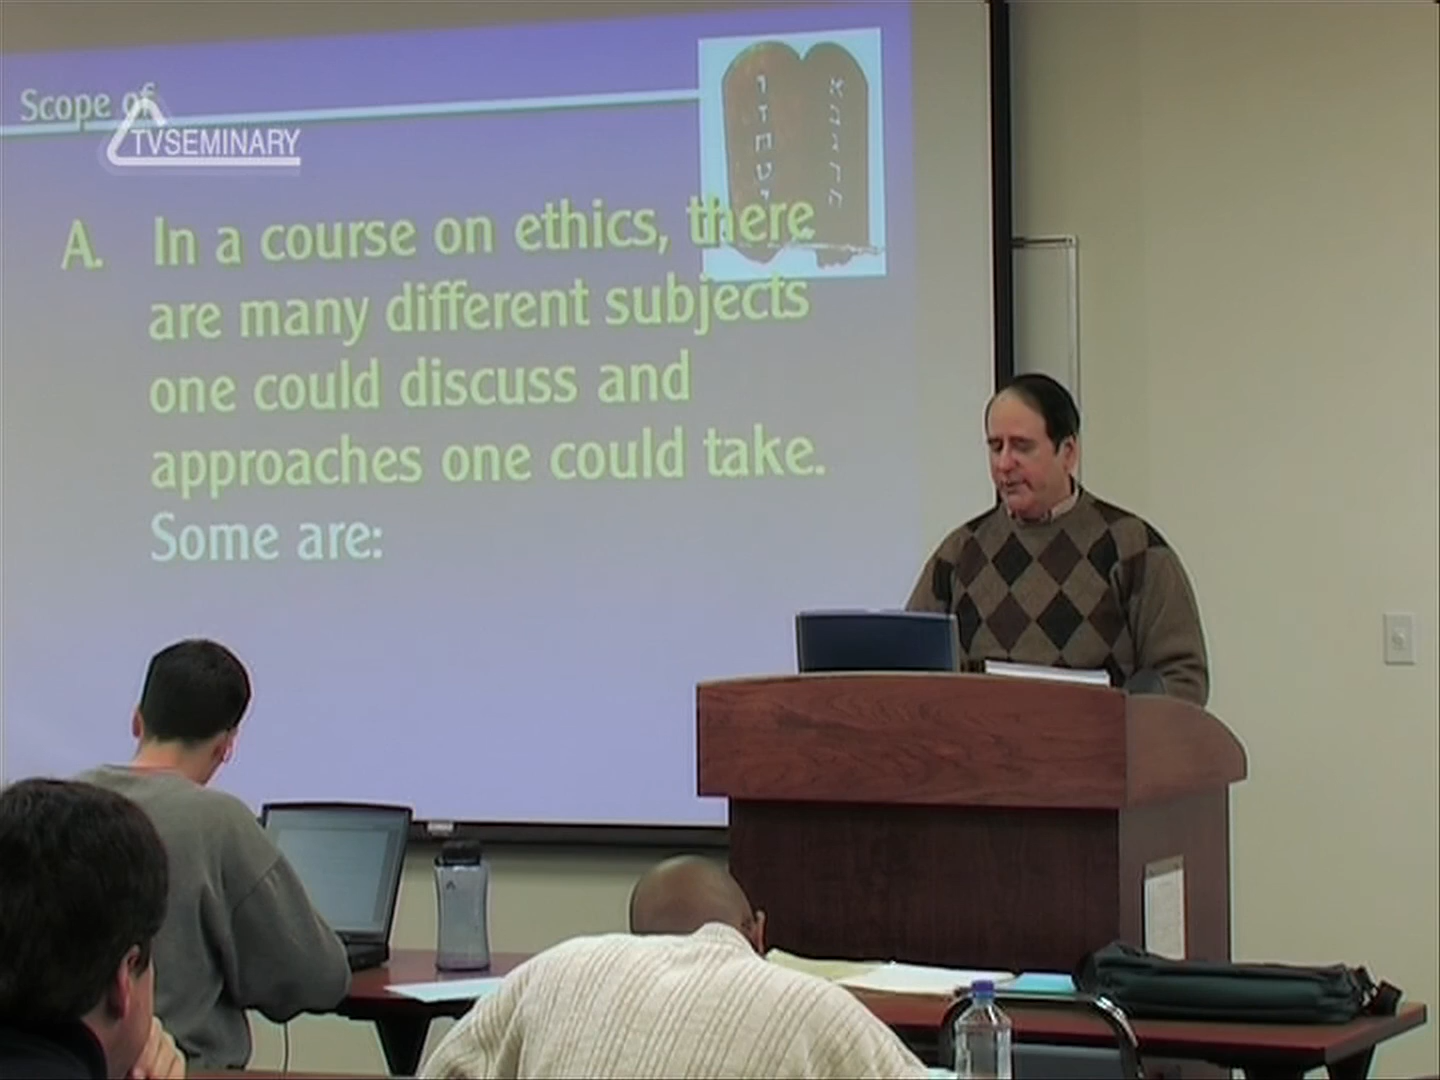 Scope of
TVSEMINARY
A. In a course on ethics, there
are many different subjects
one could discuss and
approaches one could take.
Some are: